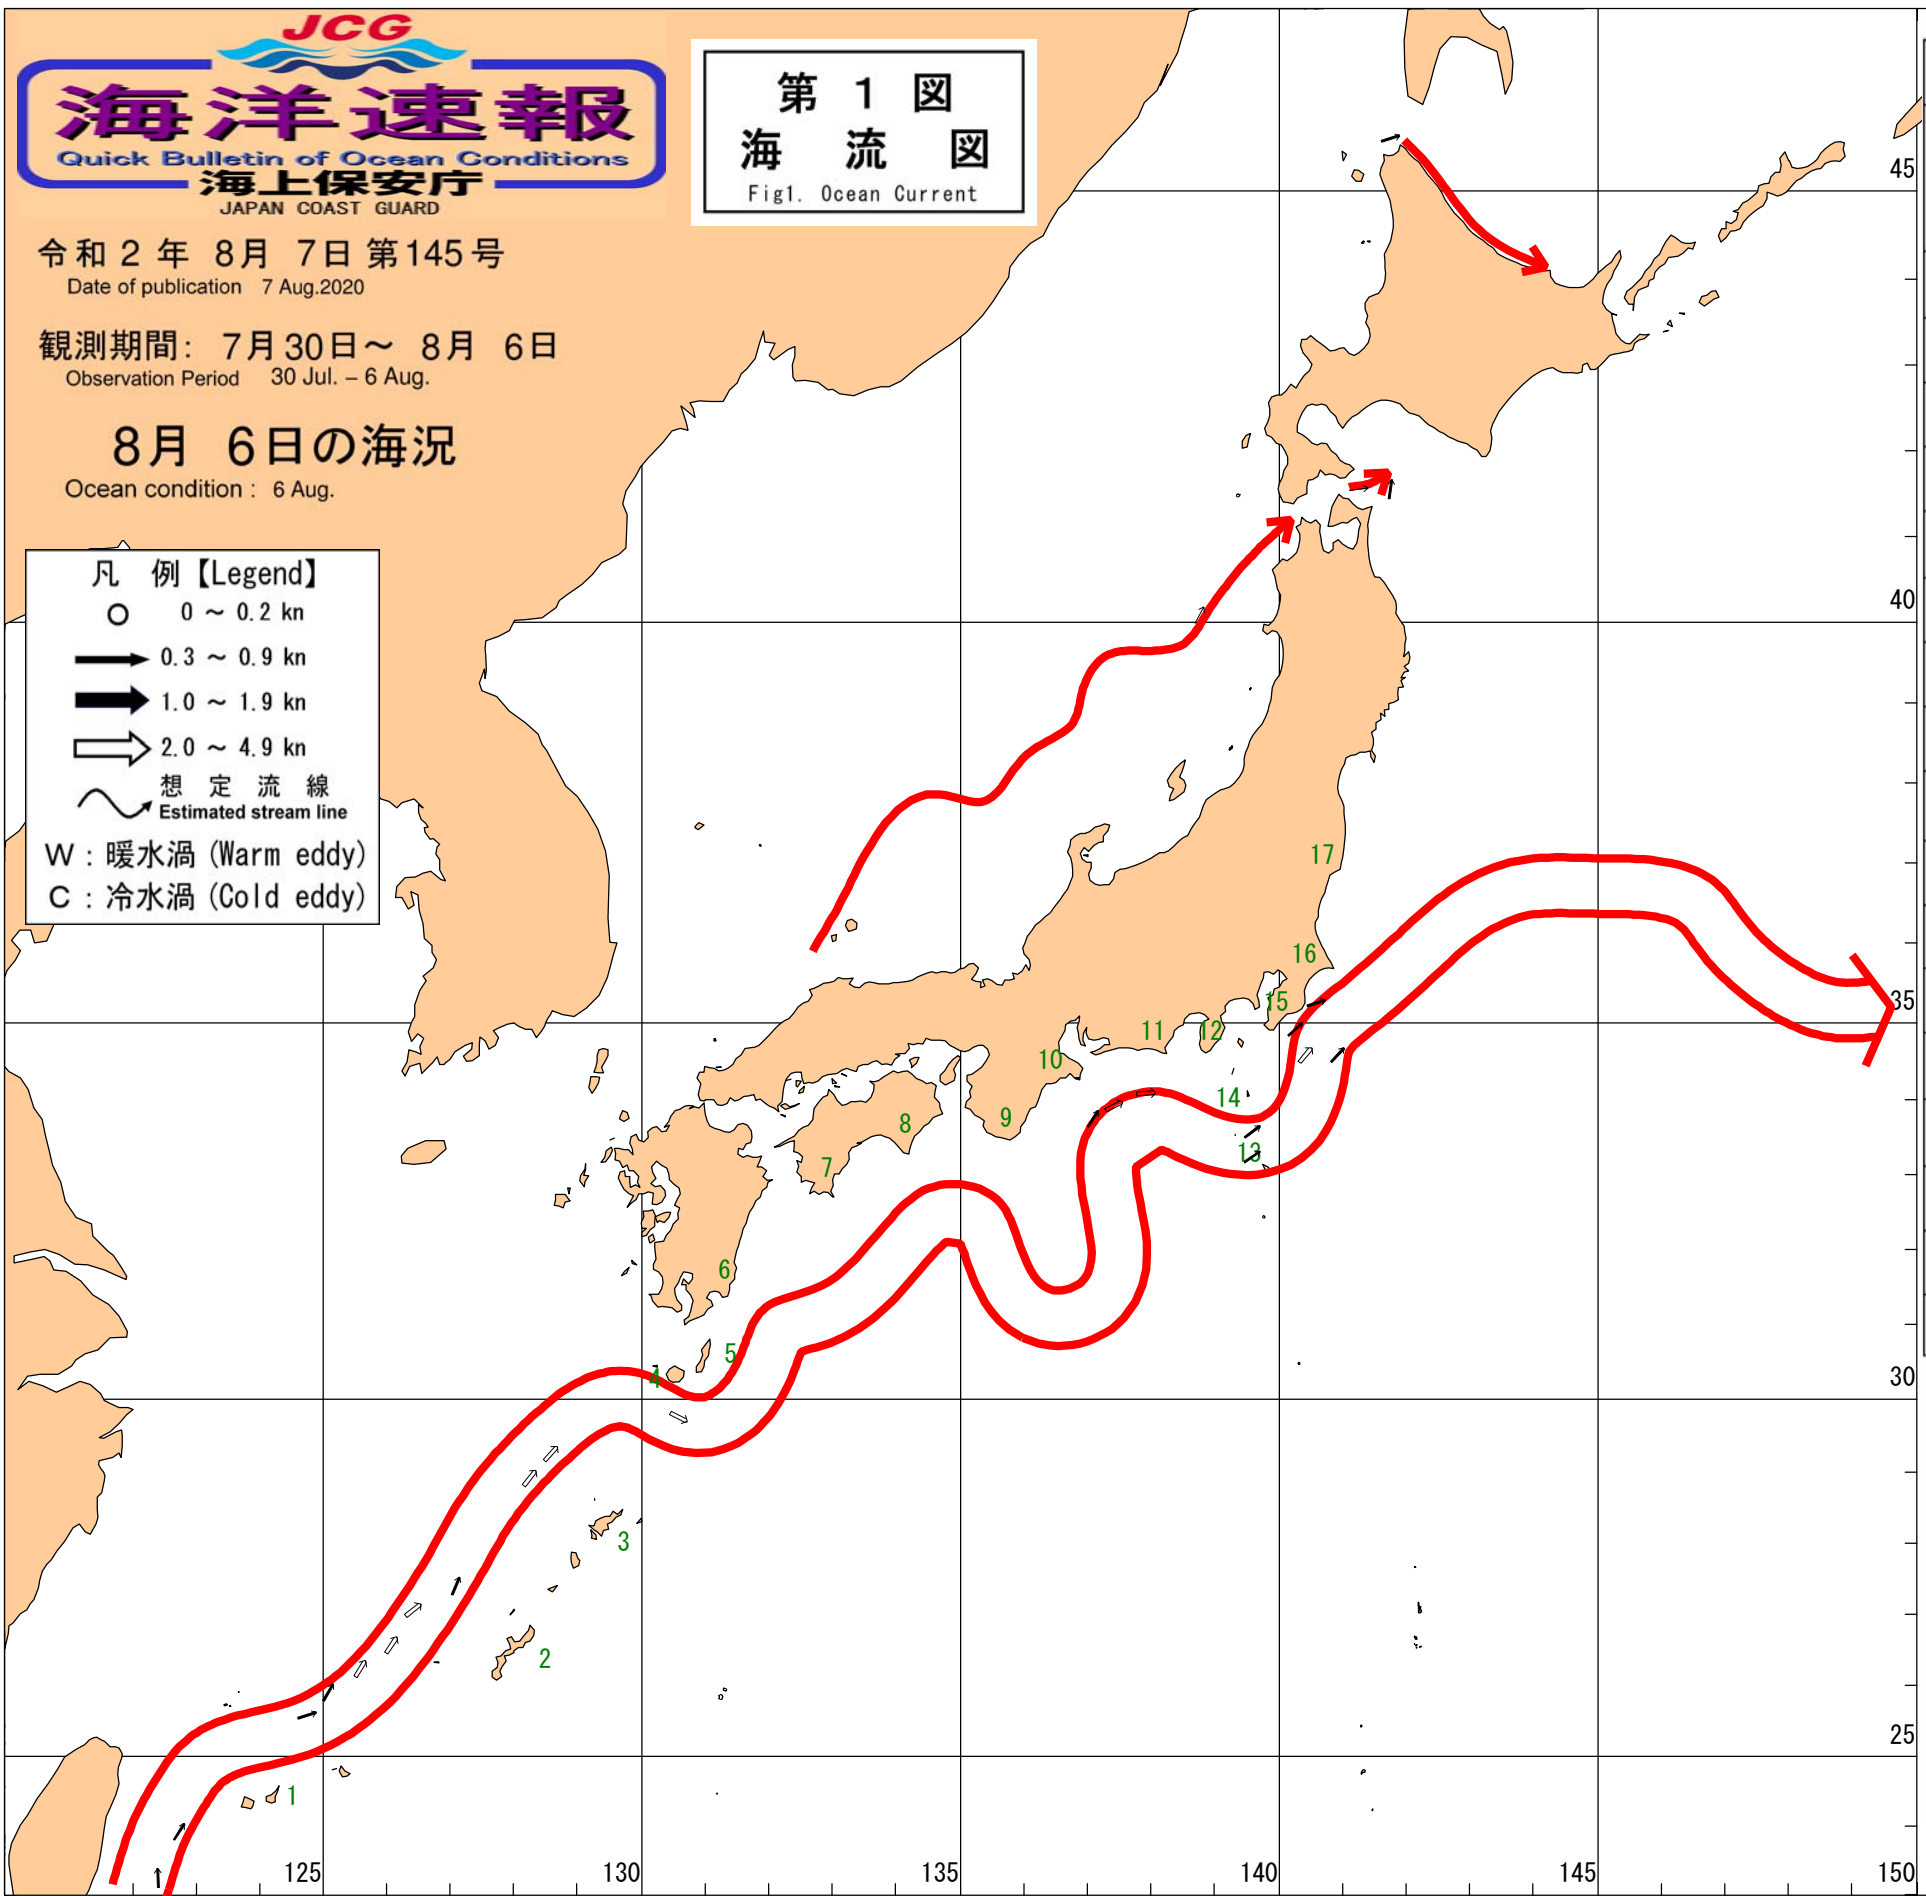 JCG
海洋速報
Quick Bulletin of Ocean Conditions
海上保安庁
JAPAN COAST GUARD
令和 2 年 8月 7日 第145号
Date of publication 7 Aug.2020
観測期間: 7月30日～ 8月 6日
Observation Period 30 Jul. – 6 Aug.
8月 6日の海況
Ocean condition : 6 Aug.
第 1 図
海 流 図
Fig1. Ocean Current
凡 例【Legend】
0 ～ 0.2 kn
0.3 ～ 0.9 kn
1.0 ～ 1.9 kn
2.0 ～ 4.9 kn
想 定 流 線
Estimated stream line
W : 暖水渦 (Warm eddy)
C : 冷水渦 (Cold eddy)
45
40
17
16
35
15
11
12
10
14
9
8
13
7
6
5
4
30
3
2
25
1
125
130
135
140
145
150